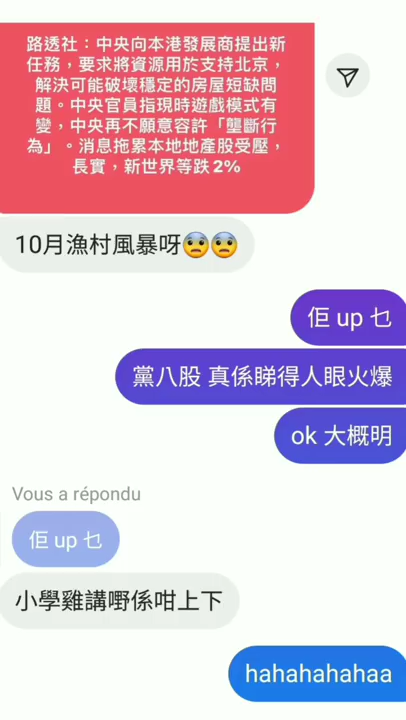 路透社：中央向本港發展商提出新
任務，要求將資源用於支持北京，
解決可能破壞穩定的房屋短缺問
題。中央官員指現時遊戲模式有
變，中央再不願意容許「壟斷行
為」。消息拖累本地地產股受壓，
長實，新世界等跌2%
10月漁村風暴呀😨😨
佢 up 乜
黨八股 真係睇得人眼火爆
ok 大概明
Vous a répondu
佢 up 乜
小學雞講嘢係咁上下
hahahahahaa